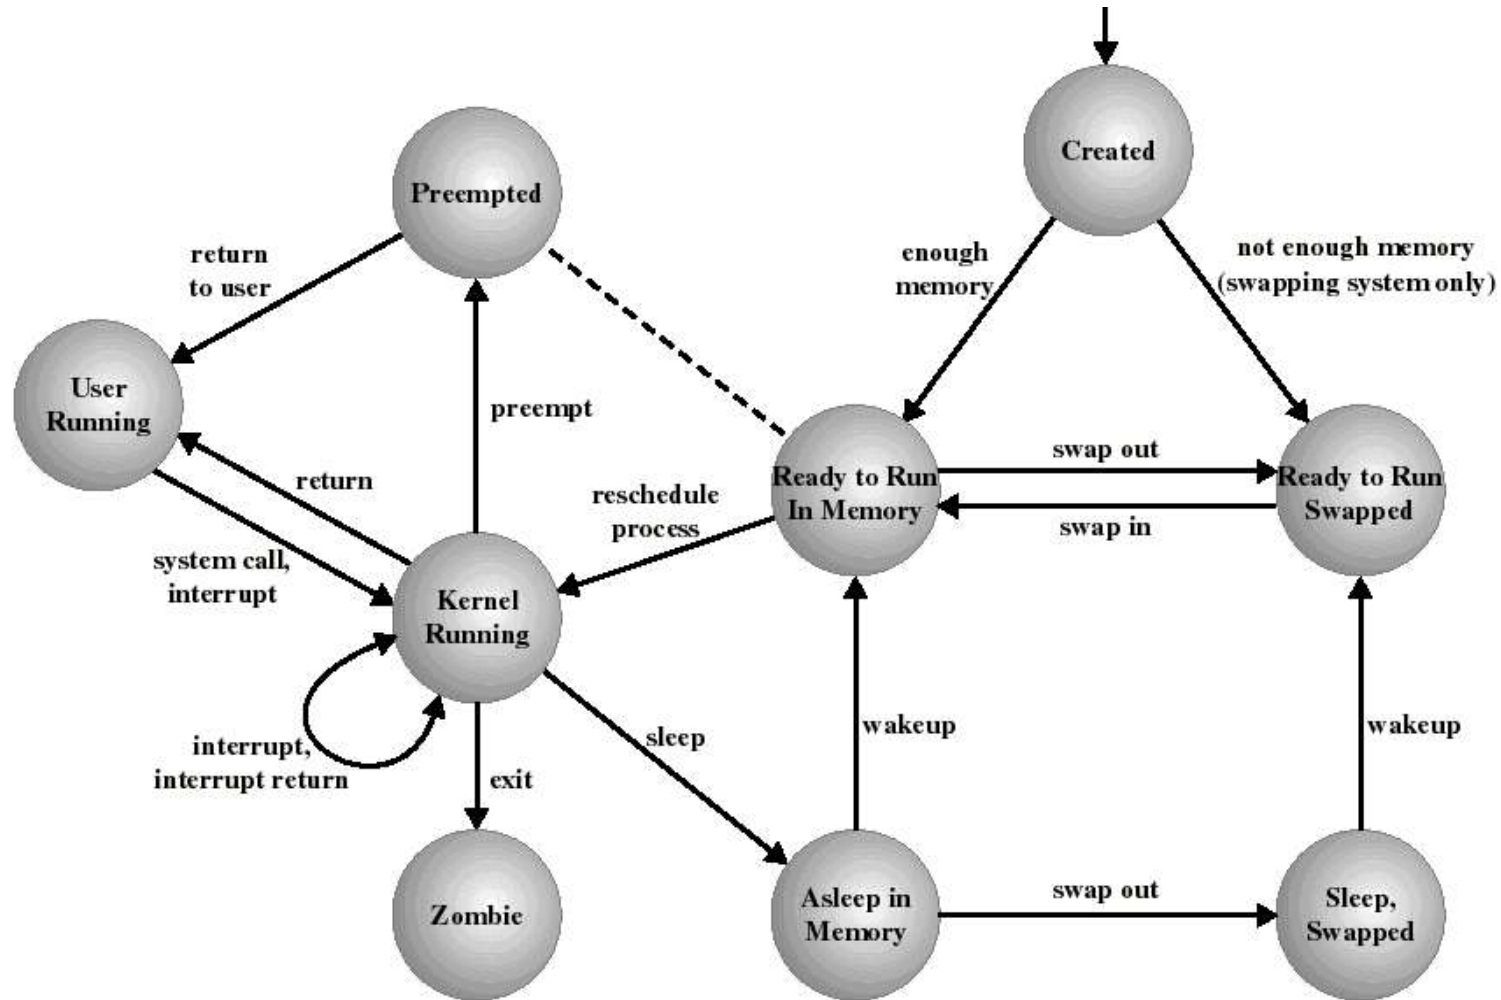 Created
Preempted
return
to user
enough
memory
not enough memory
(swapping system only)
User
Running
preempt
return
reschedule
process
Ready to Run
In Memory
swap out
swap in
Ready to Run
Swapped
system call,
interrupt
Kernel
Running
interrupt,
interrupt return
sleep
wakeup
wakeup
exit
Zombie
Asleep in
Memory
swap out
Sleep,
Swapped